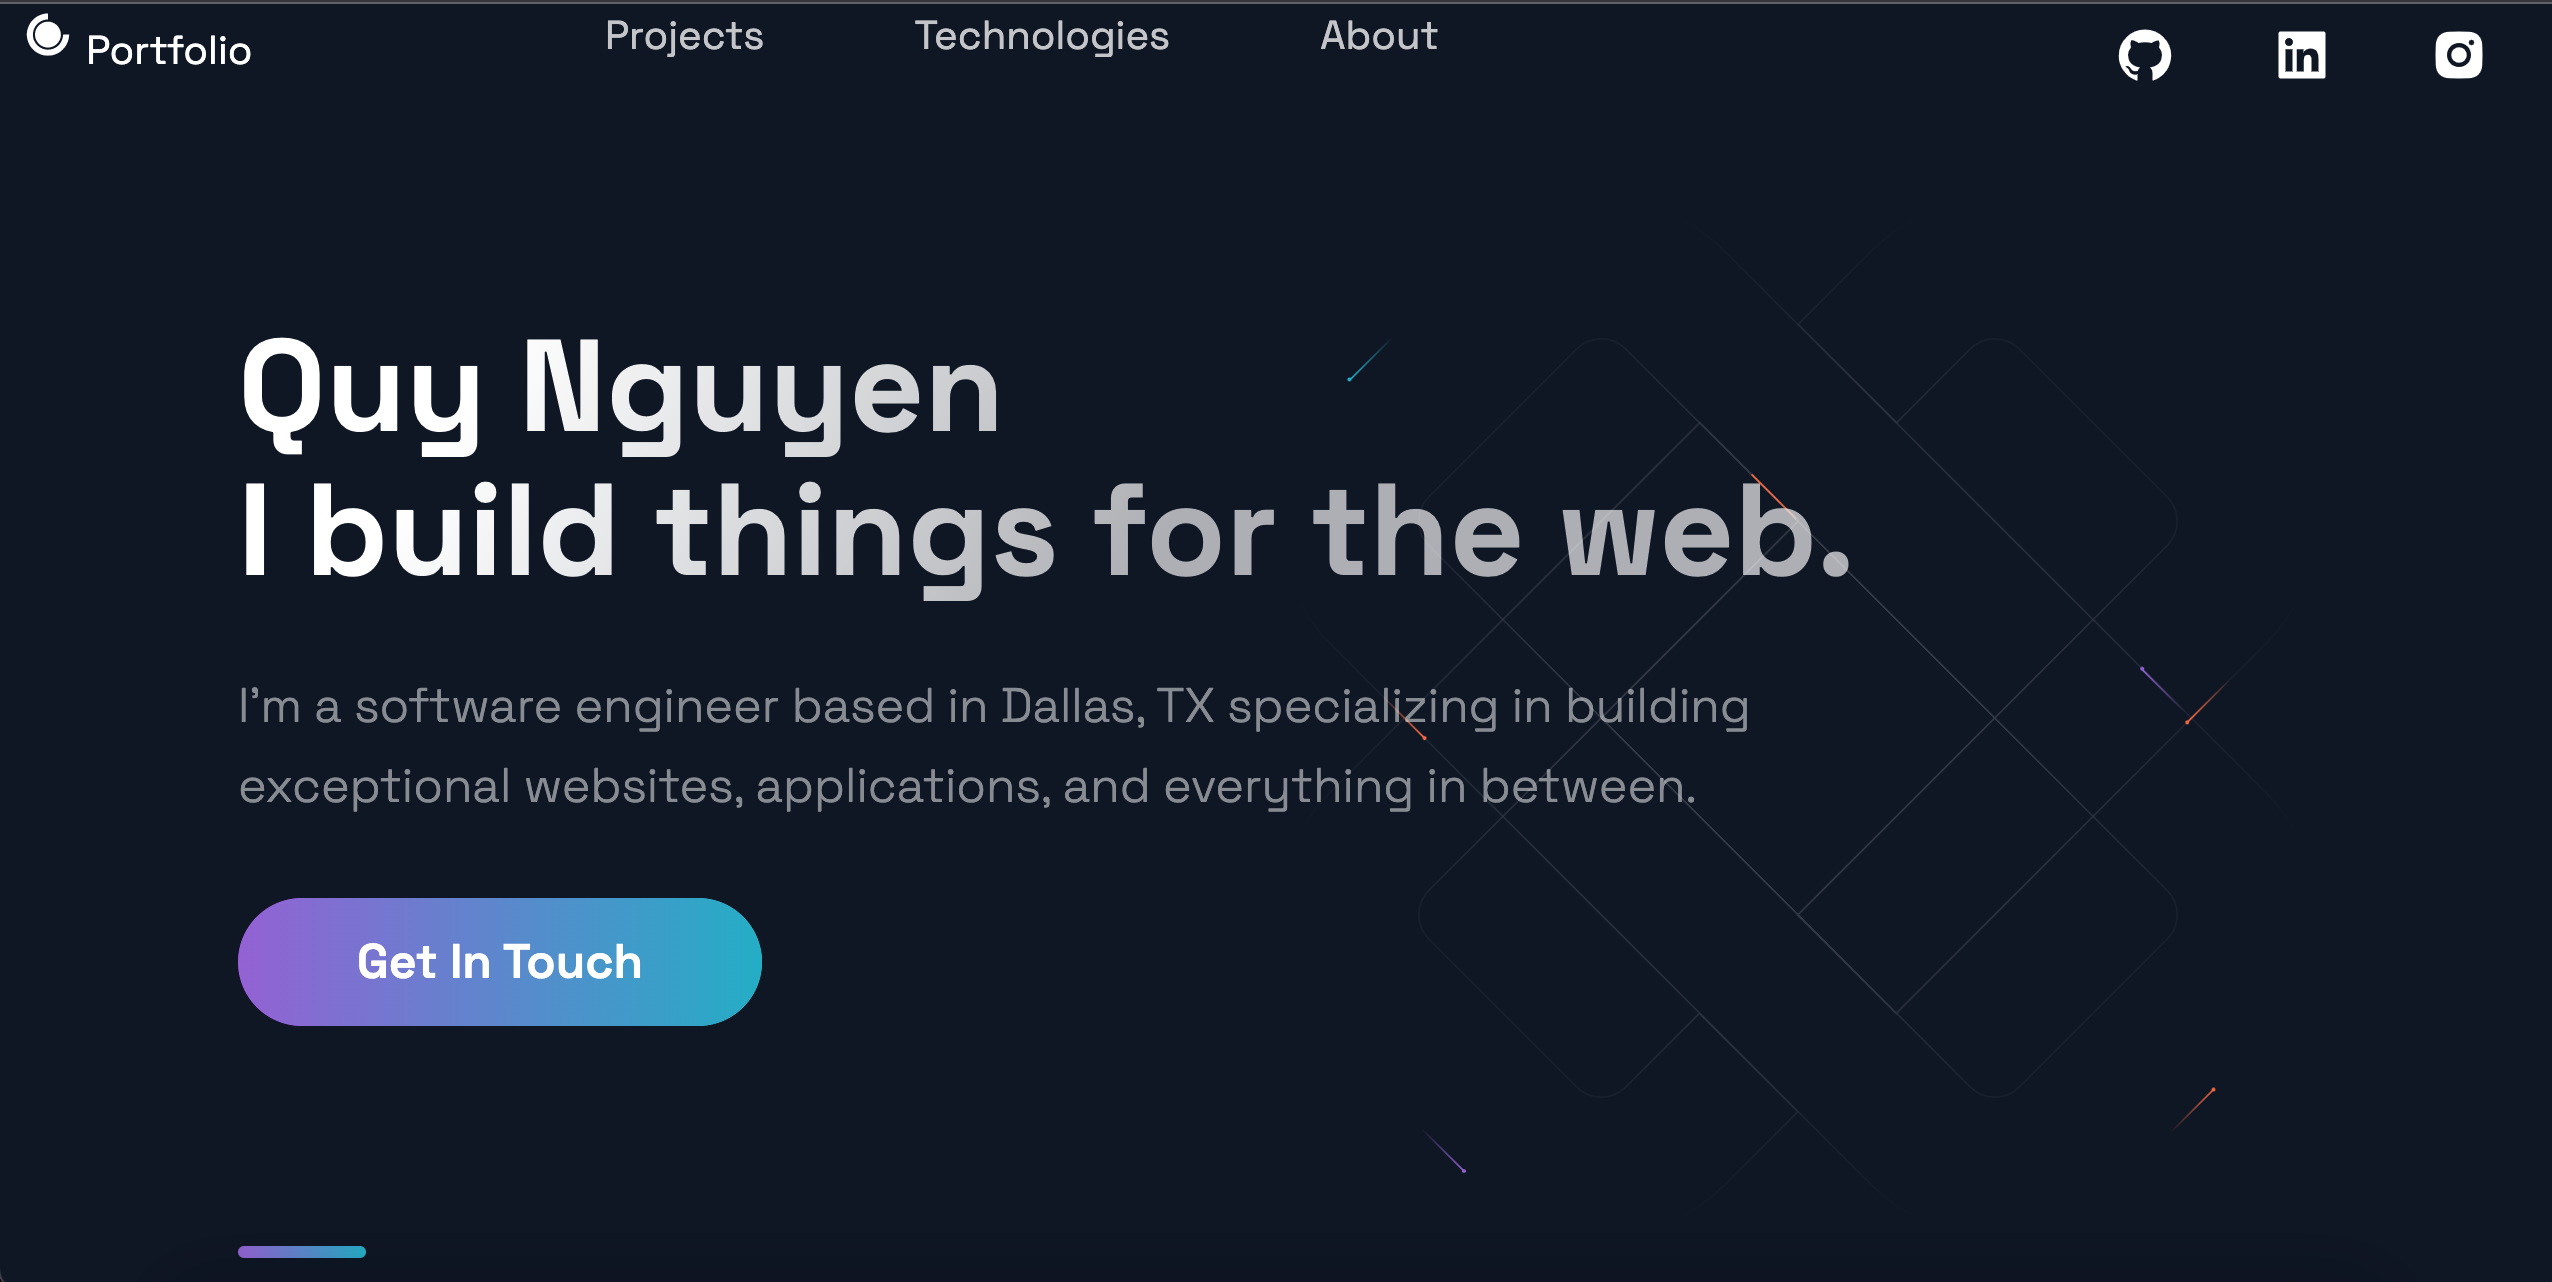 Portfolio
Projects
Technologies
About
Quy Nguyen
I build things for the web.
I’m a software engineer based in Dallas, TX specializing in building
exceptional websites, applications, and everything in between.
Get In Touch